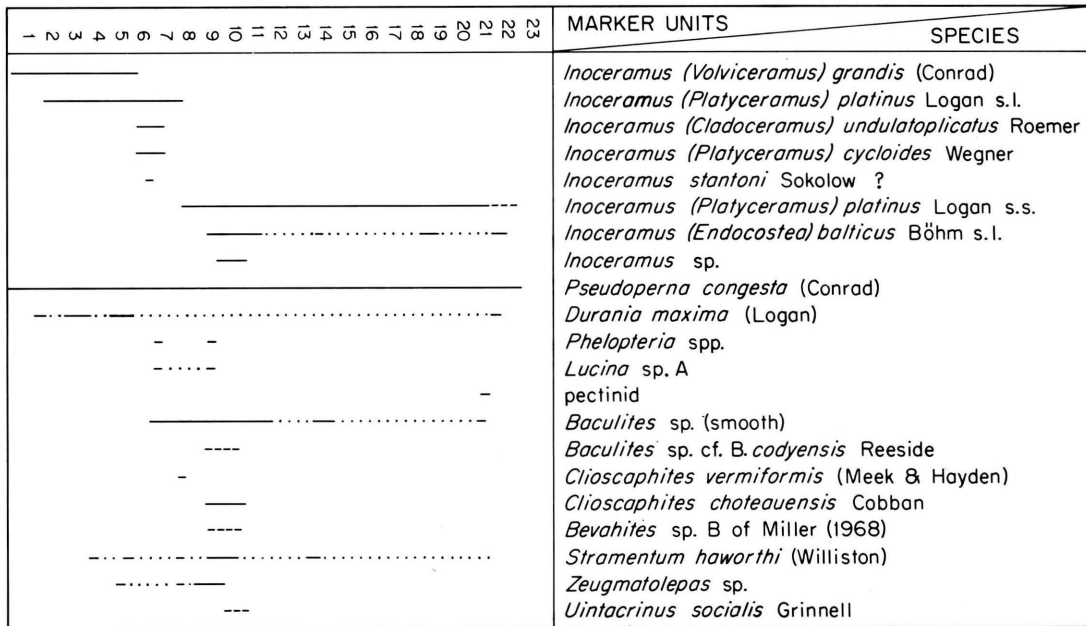 1 2 3 4 5 6 7 8 9 10 11 12 13 14 15 16 17 18 19 20 21 22 23
MARKER UNITS
SPECIES
Inoceramus (Volviceramus) grandis (Conrad)
Inoceramus (Platyceramus) platinus Logan s.l.
Inoceramus (Cladoceramus) undulatoplicatus Roemer
Inoceramus (Platyceramus) cycloides Wegner
Inoceramus stantoni Sokolow ?
Inoceramus (Platyceramus) platinus Logan s.s.
Inoceramus (Endocostea) balticus Böhm s.l.
Inoceramus sp.
Pseudoperna congesta (Conrad)
Durania maxima (Logan)
Phelopteria spp.
Lucina sp. A
pectinid
Baculites sp. (smooth)
Baculites sp. cf. B. codyensis Reeside
Clioscaphites vermiformis (Meek & Hayden)
Clioscaphites choteauensis Cobban
Bevahites sp. B of Miller (1968)
Stramentum haworthi (Williston)
Zeugmatolepas sp.
Uintacrinus socialis Grinnell